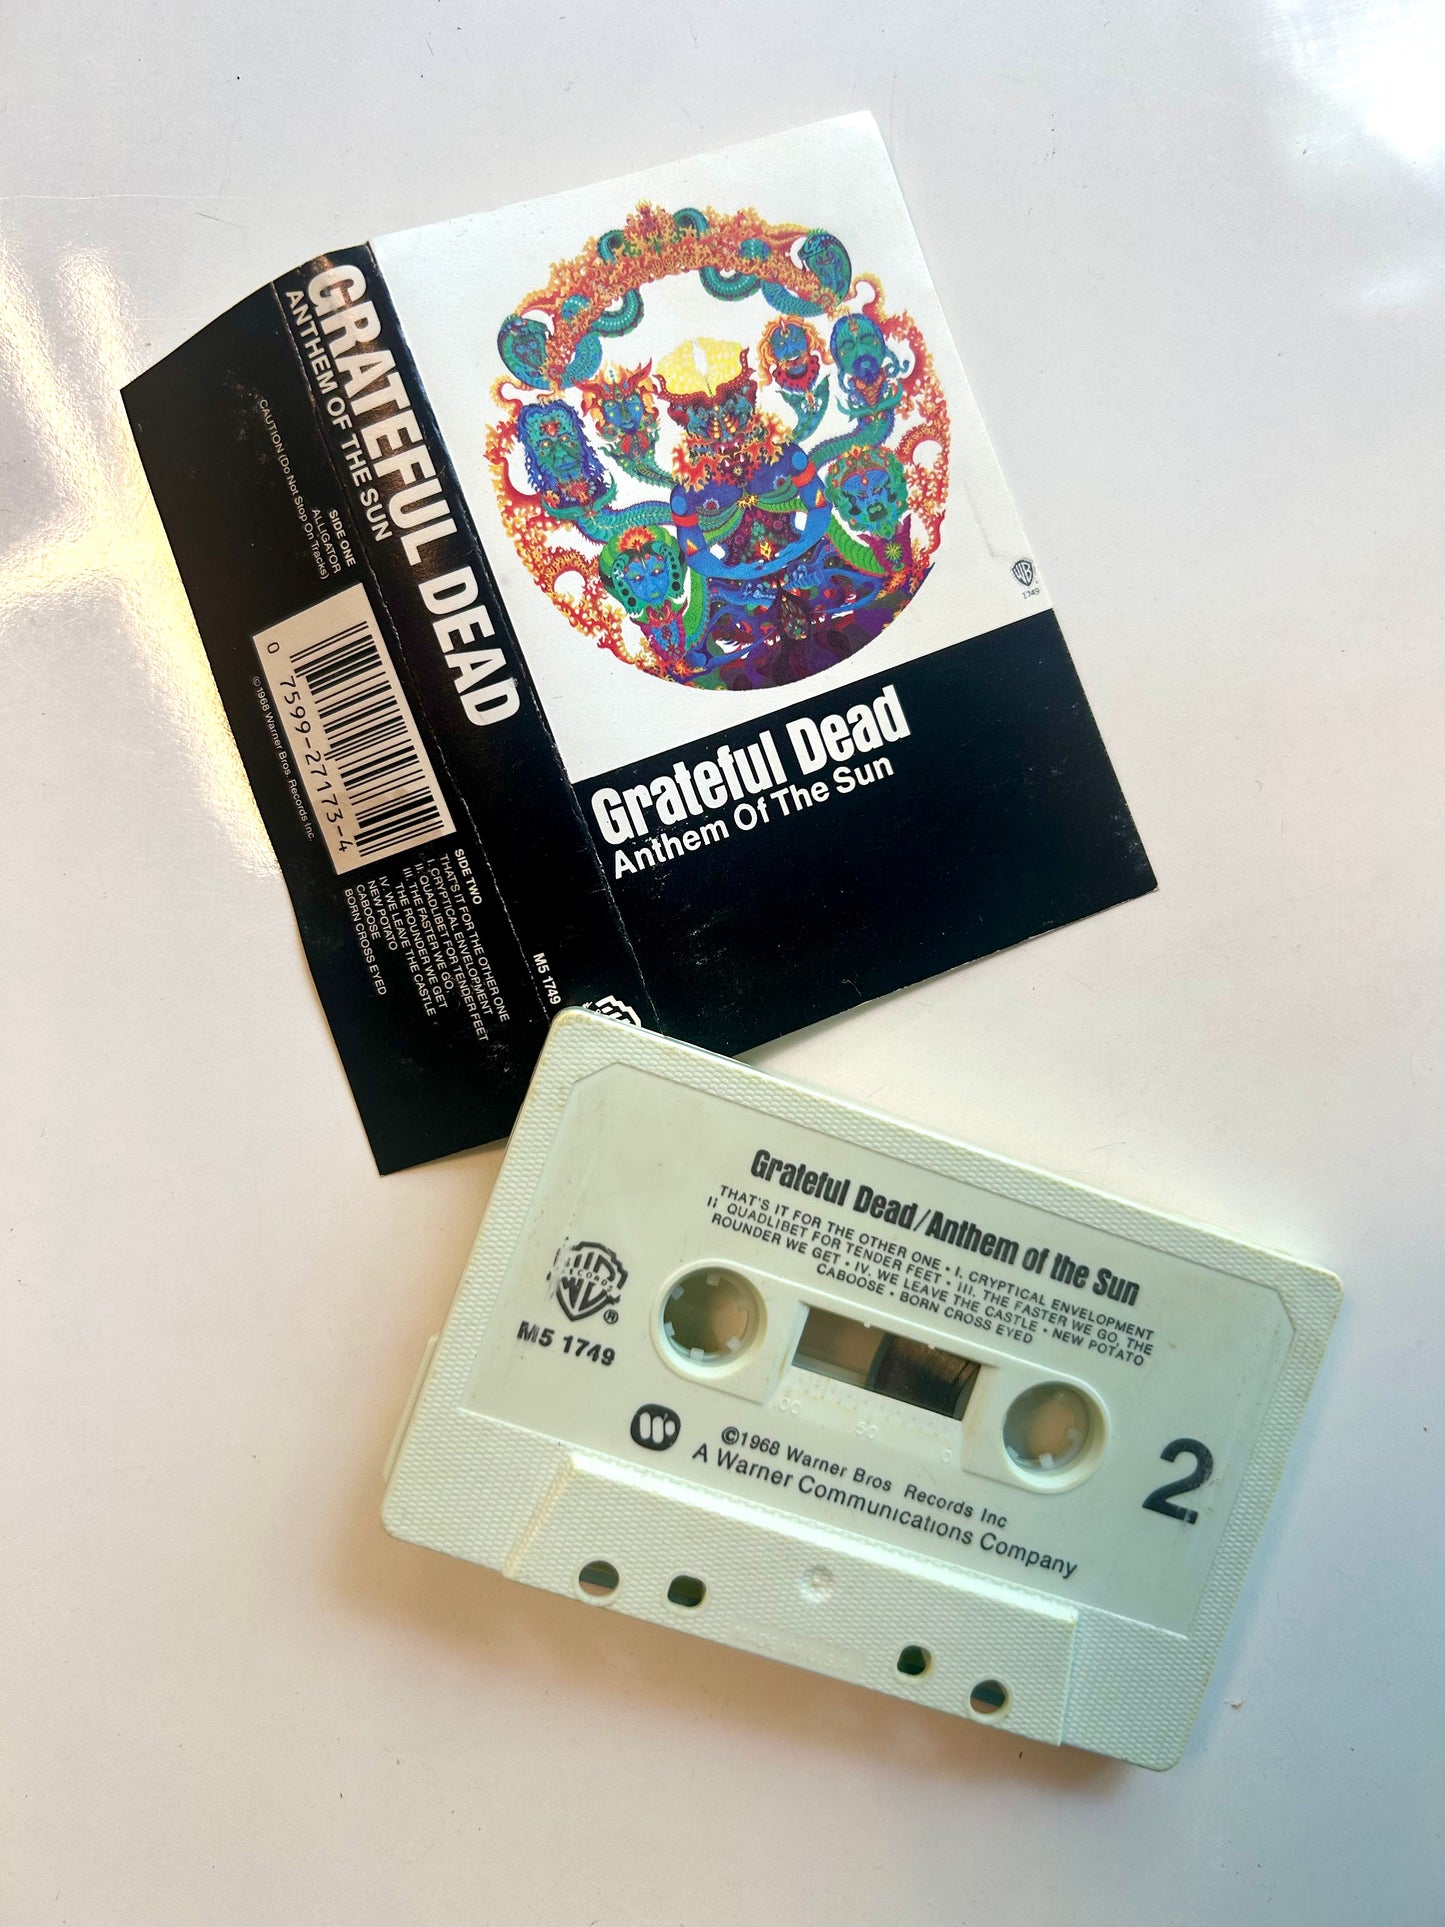 GRATEFUL DEAD
ANTHEM OF THE SUN
SIDE ONE
ALLIGATOR
CAUTION (Do Not Stop On Tracks)
0 7599-27173-4
©1968 Warner Bros. Records Inc.
SIDE TWO
THAT'S IT FOR THE OTHER ONE
I. CRYPTICAL ENVELOPMENT
II. QUADLIBET FOR TENDER FEET
III. THE FASTER WE GO,
THE ROUNDER WE GET
IV. WE LEAVE THE CASTLE
NEW POTATO
CABOOSE
BORN CROSS EYED
M5 1749
WB
1749
Grateful Dead
Anthem Of The Sun
Grateful Dead/Anthem of the Sun
THAT'S IT FOR THE OTHER ONE • I. CRYPTICAL ENVELOPMENT
II QUADLIBET FOR TENDER FEET • III. THE FASTER WE GO, THE
ROUNDER WE GET • IV. WE LEAVE THE CASTLE • NEW POTATO
CABOOSE • BORN CROSS EYED
RECORDS
®
M5 1749
100 50 0
©1968 Warner Bros Records Inc
A Warner Communications Company
2